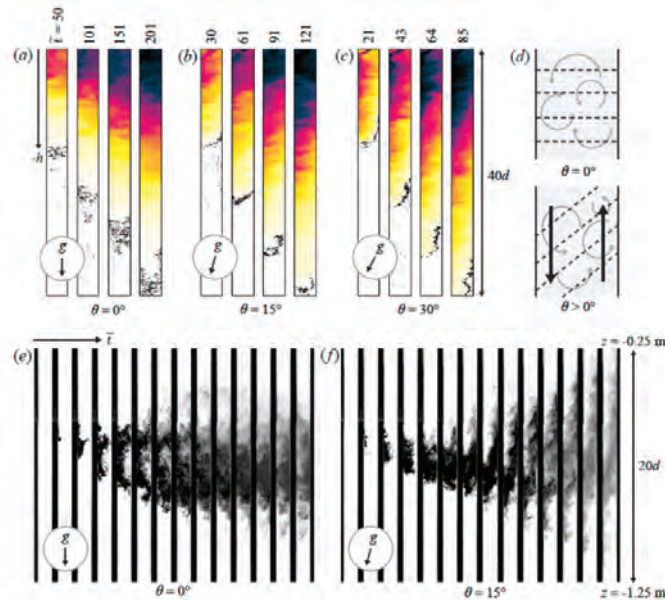 (a) t̄ = 50 101 151 201 (b) 30 61 91 121 (c) 21 43 64 85 (d)
g g g
40d
θ = 0° θ = 15° θ = 30°
θ = 0°
θ > 0°
(e) t̄ (f) z = -0.25 m
20d
g g
θ = 0° θ = 15° z = -1.25 m